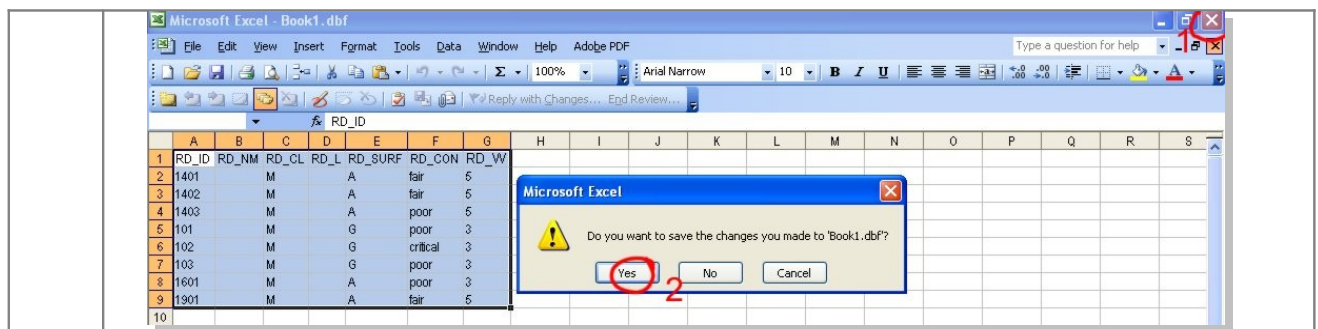 Microsoft Excel - Book1.dbf
File Edit View Insert Format Tools Data Window Help Adobe PDF Type a question for help
1
Σ 100% Arial Narrow 10 B I U A
Reply with Changes... End Review...
fx RD_ID
A B C D E F G H I J K L M N O P Q R S
1 RD_ID RD_NM RD_CL RD_L RD_SURF RD_CON RD_W
2 1401 M A fair 5
3 1402 M A fair 5
4 1403 M A poor 5
5 101 M G poor 3
6 102 M G critical 3
7 103 M G poor 3
8 1601 M A poor 3
9 1901 M A fair 5
10
Microsoft Excel
Do you want to save the changes you made to 'Book1.dbf'?
Yes No Cancel
2